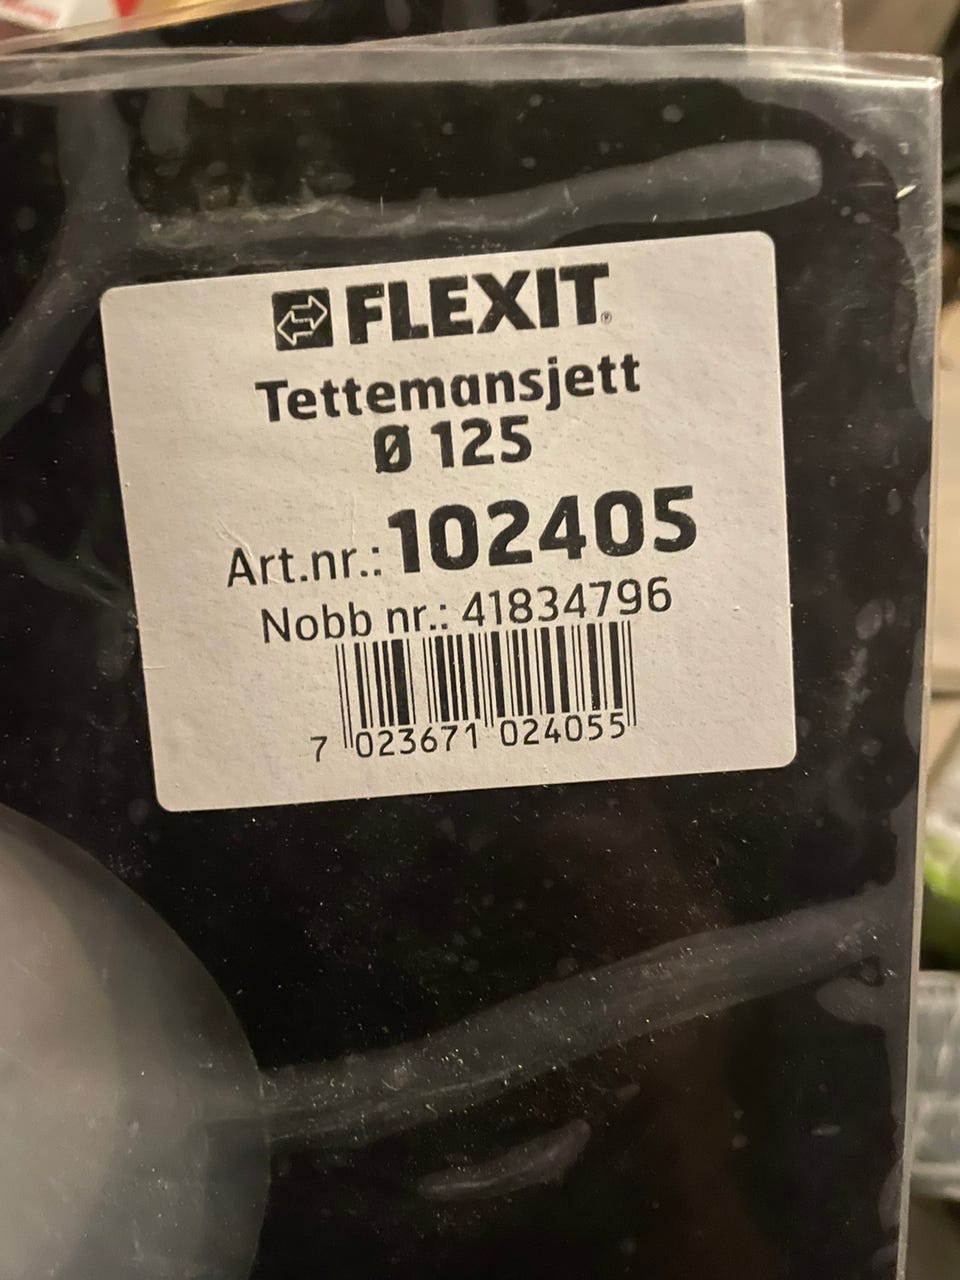 FLEXIT®
Tettemansjett
Ø 125
Art.nr.: 102405
Nobb nr.: 41834796
7 023671 024055